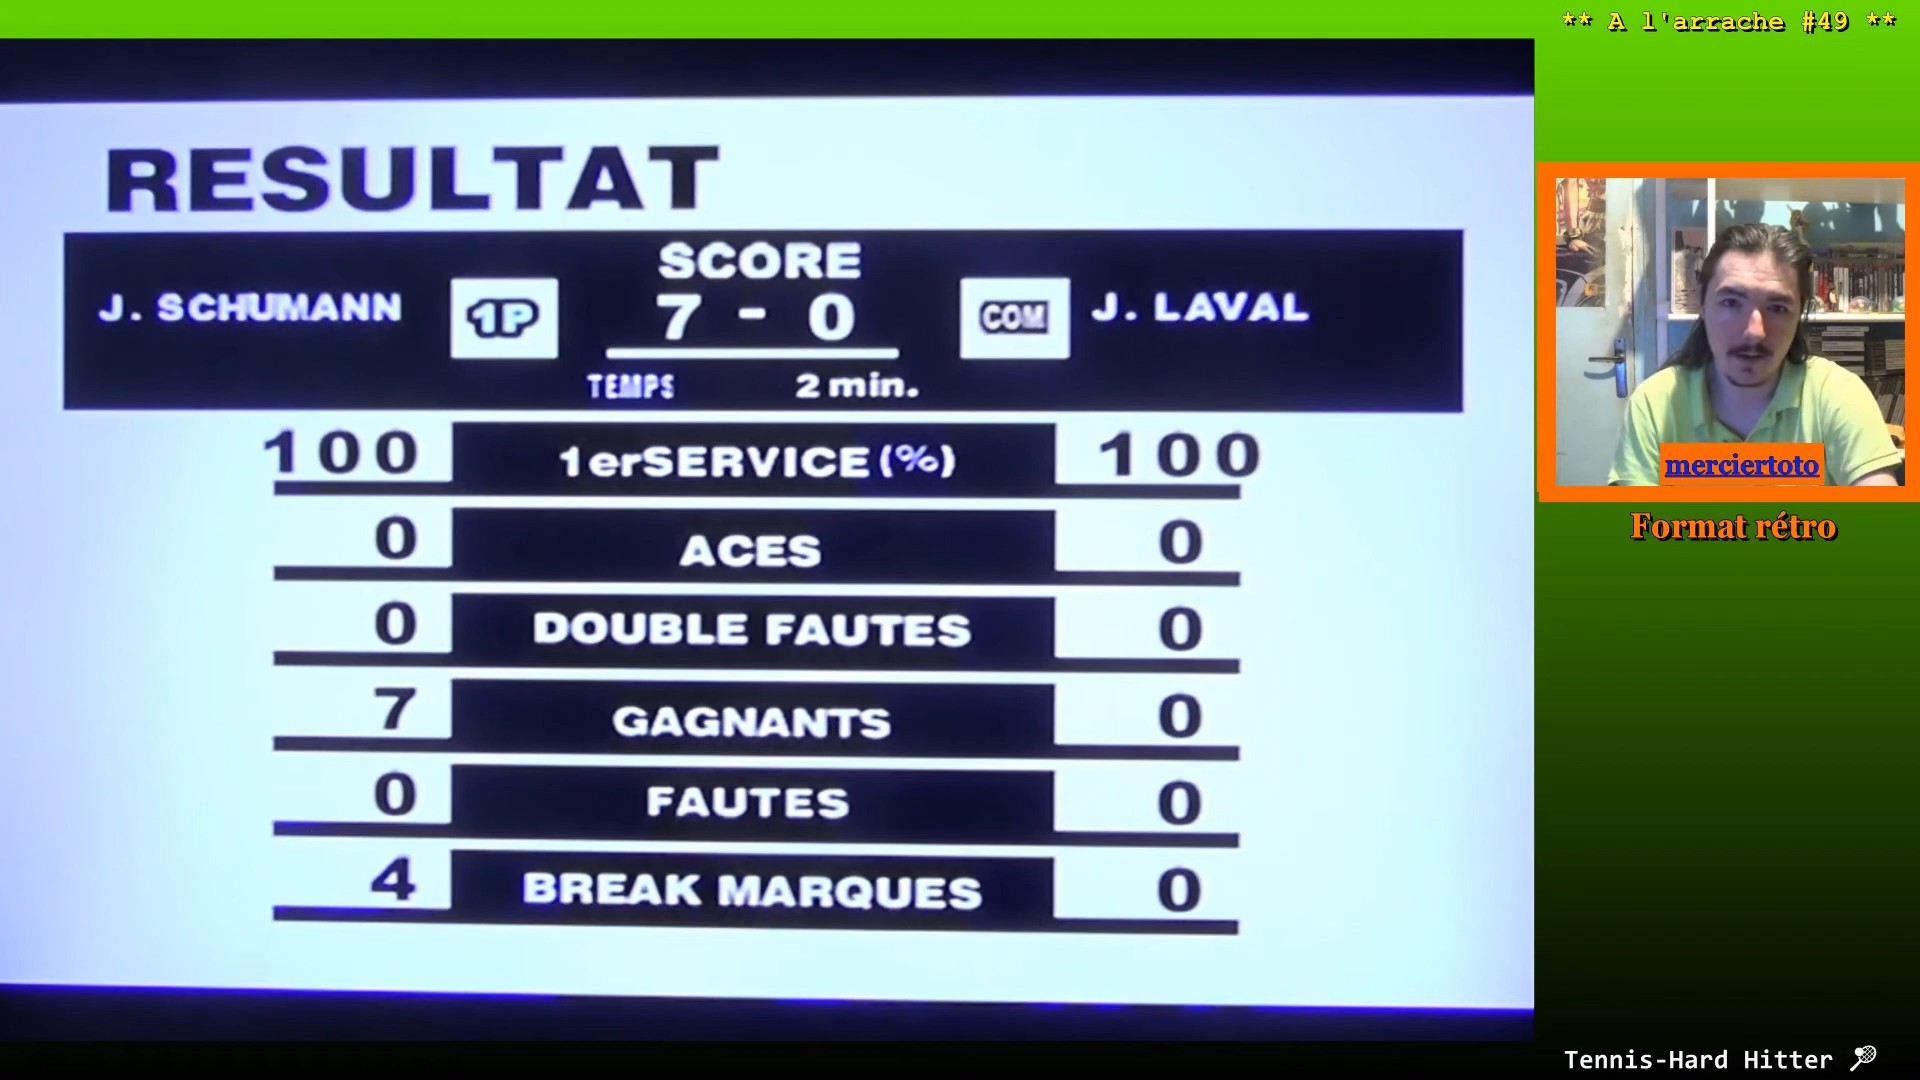 ** A l'arrache #49 **
RESULTAT
SCORE
J. SCHUMANN 1P 7 - 0 COM J. LAVAL
TEMPS 2 min.
100 1erSERVICE(%) 100
0 ACES 0
0 DOUBLE FAUTES 0
7 GAGNANTS 0
0 FAUTES 0
4 BREAK MARQUES 0
merciertoto
Format rétro
Tennis-Hard Hitter